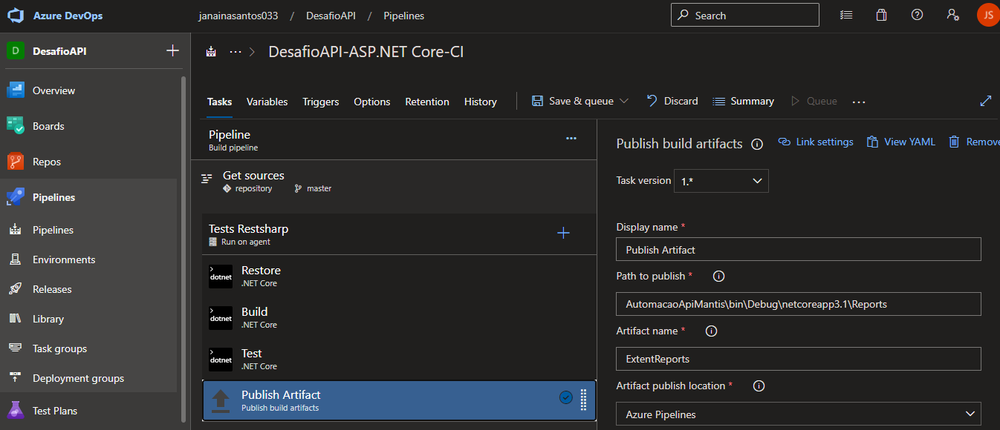 Azure DevOps janainasantos033 / DesafioAPI / Pipelines Search JS
D DesafioAPI
Overview
Boards
Repos
Pipelines
Pipelines
Environments
Releases
Library
Task groups
Deployment groups
Test Plans
... > DesafioAPI-ASP.NET Core-CI
Tasks Variables Triggers Options Retention History Save & queue Discard Summary Queue ...
Pipeline ...
Build pipeline
Get sources
repository master
Tests Restsharp
Run on agent
dotnet Restore
.NET Core
dotnet Build
.NET Core
dotnet Test
.NET Core
Publish Artifact
Publish build artifacts
Publish build artifacts Link settings View YAML Remove
Task version 1.*
Display name *
Publish Artifact
Path to publish *
AutomacaoApiMantis\bin\Debug\netcoreapp3.1\Reports
Artifact name *
ExtentReports
Artifact publish location *
Azure Pipelines